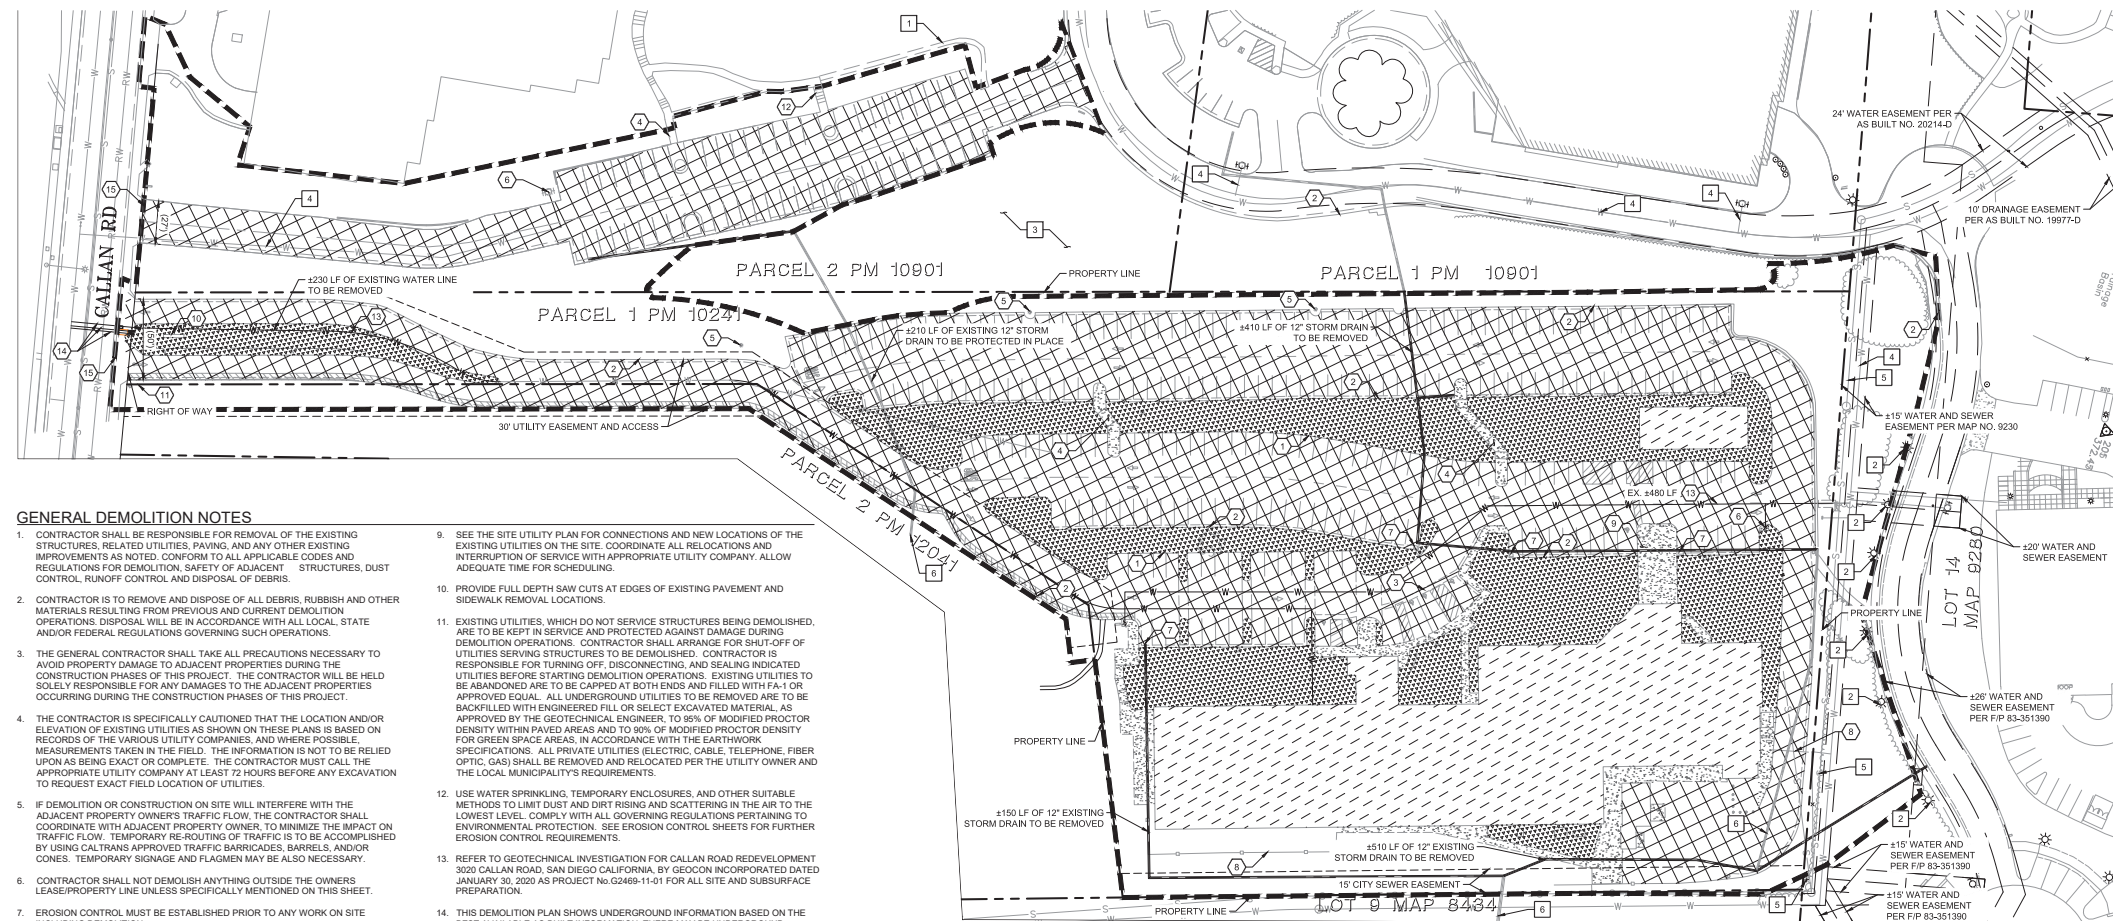 24' WATER EASEMENT PER
AS BUILT NO. 20214-D
10' DRAINAGE EASEMENT
PER AS BUILT NO. 19977-D
CALLAN RD
(27')
±230 LF OF EXISTING WATER LINE
TO BE REMOVED
PARCEL 2 PM 10901
PROPERTY LINE
PARCEL 1 PM 10901
PARCEL 1 PM 10241
±210 LF OF EXISTING 12" STORM
DRAIN TO BE PROTECTED IN PLACE
±410 LF OF 12" STORM DRAIN
TO BE REMOVED
(50')
RIGHT OF WAY
30' UTILITY EASEMENT AND ACCESS
±15' WATER AND SEWER
EASEMENT PER MAP NO. 9230
PARCEL 2 PM 12041
EX. ±480 LF
±20' WATER AND
SEWER EASEMENT
LOT 14
MAP 9280
PROPERTY LINE
±26' WATER AND
SEWER EASEMENT
PER F/P 83-351390
PROPERTY LINE
±150 LF OF 12" EXISTING
STORM DRAIN TO BE REMOVED
±510 LF OF 12" EXISTING
STORM DRAIN TO BE REMOVED
15' CITY SEWER EASEMENT
PROPERTY LINE
LOT 9 MAP 8434
±15' WATER AND
SEWER EASEMENT
PER F/P 83-351390
±15' WATER AND
SEWER EASEMENT
PER F/P 83-351390
GENERAL DEMOLITION NOTES
1. CONTRACTOR SHALL BE RESPONSIBLE FOR REMOVAL OF THE EXISTING
STRUCTURES, RELATED UTILITIES, PAVING, AND ANY OTHER EXISTING
IMPROVEMENTS AS NOTED. CONFORM TO ALL APPLICABLE CODES AND
REGULATIONS FOR DEMOLITION, SAFETY OF ADJACENT STRUCTURES, DUST
CONTROL, RUNOFF CONTROL AND DISPOSAL OF DEBRIS.
2. CONTRACTOR IS TO REMOVE AND DISPOSE OF ALL DEBRIS, RUBBISH AND OTHER
MATERIALS RESULTING FROM PREVIOUS AND CURRENT DEMOLITION
OPERATIONS. DISPOSAL WILL BE IN ACCORDANCE WITH ALL LOCAL, STATE
AND/OR FEDERAL REGULATIONS GOVERNING SUCH OPERATIONS.
3. THE GENERAL CONTRACTOR SHALL TAKE ALL PRECAUTIONS NECESSARY TO
AVOID PROPERTY DAMAGE TO ADJACENT PROPERTIES DURING THE
CONSTRUCTION PHASES OF THIS PROJECT. THE CONTRACTOR WILL BE HELD
SOLELY RESPONSIBLE FOR ANY DAMAGES TO THE ADJACENT PROPERTIES
OCCURRING DURING THE CONSTRUCTION PHASES OF THIS PROJECT.
4. THE CONTRACTOR IS SPECIFICALLY CAUTIONED THAT THE LOCATION AND/OR
ELEVATION OF EXISTING UTILITIES AS SHOWN ON THESE PLANS IS BASED ON
RECORDS OF THE VARIOUS UTILITY COMPANIES, AND WHERE POSSIBLE,
MEASUREMENTS TAKEN IN THE FIELD. THE INFORMATION IS NOT TO BE RELIED
UPON AS BEING EXACT OR COMPLETE. THE CONTRACTOR MUST CALL THE
APPROPRIATE UTILITY COMPANY AT LEAST 72 HOURS BEFORE ANY EXCAVATION
TO REQUEST EXACT FIELD LOCATION OF UTILITIES.
5. IF DEMOLITION OR CONSTRUCTION ON SITE WILL INTERFERE WITH THE
ADJACENT PROPERTY OWNER'S TRAFFIC FLOW, THE CONTRACTOR SHALL
COORDINATE WITH ADJACENT PROPERTY OWNER, TO MINIMIZE THE IMPACT ON
TRAFFIC FLOW. TEMPORARY RE-ROUTING OF TRAFFIC IS TO BE ACCOMPLISHED
BY USING CALTRANS APPROVED TRAFFIC BARRICADES, BARRELS, AND/OR
CONES. TEMPORARY SIGNAGE AND FLAGMEN MAY BE ALSO NECESSARY.
6. CONTRACTOR SHALL NOT DEMOLISH ANYTHING OUTSIDE THE OWNERS
LEASE/PROPERTY LINE UNLESS SPECIFICALLY MENTIONED ON THIS SHEET.
7. EROSION CONTROL MUST BE ESTABLISHED PRIOR TO ANY WORK ON SITE
9. SEE THE SITE UTILITY PLAN FOR CONNECTIONS AND NEW LOCATIONS OF THE
EXISTING UTILITIES ON THE SITE. COORDINATE ALL RELOCATIONS AND
INTERRUPTION OF SERVICE WITH APPROPRIATE UTILITY COMPANY. ALLOW
ADEQUATE TIME FOR SCHEDULING.
10. PROVIDE FULL DEPTH SAW CUTS AT EDGES OF EXISTING PAVEMENT AND
SIDEWALK REMOVAL LOCATIONS.
11. EXISTING UTILITIES, WHICH DO NOT SERVICE STRUCTURES BEING DEMOLISHED,
ARE TO BE KEPT IN SERVICE AND PROTECTED AGAINST DAMAGE DURING
DEMOLITION OPERATIONS. CONTRACTOR SHALL ARRANGE FOR SHUT-OFF OF
UTILITIES SERVING STRUCTURES TO BE DEMOLISHED. CONTRACTOR IS
RESPONSIBLE FOR TURNING OFF, DISCONNECTING, AND SEALING INDICATED
UTILITIES BEFORE STARTING DEMOLITION OPERATIONS. EXISTING UTILITIES TO
BE ABANDONED ARE TO BE CAPPED AT BOTH ENDS AND FILLED WITH FA-1 OR
APPROVED EQUAL. ALL UNDERGROUND UTILITIES TO BE REMOVED ARE TO BE
BACKFILLED WITH ENGINEERED FILL OR SELECT EXCAVATED MATERIAL, AS
APPROVED BY THE GEOTECHNICAL ENGINEER, TO 95% OF MODIFIED PROCTOR
DENSITY WITHIN PAVED AREAS AND TO 90% OF MODIFIED PROCTOR DENSITY
FOR GREEN SPACE AREAS, IN ACCORDANCE WITH THE EARTHWORK
SPECIFICATIONS. ALL PRIVATE UTILITIES (ELECTRIC, CABLE, TELEPHONE, FIBER
OPTIC, GAS) SHALL BE REMOVED AND RELOCATED PER THE UTILITY OWNER AND
THE LOCAL MUNICIPALITY'S REQUIREMENTS.
12. USE WATER SPRINKLING, TEMPORARY ENCLOSURES, AND OTHER SUITABLE
METHODS TO LIMIT DUST AND DIRT RISING AND SCATTERING IN THE AIR TO THE
LOWEST LEVEL. COMPLY WITH ALL GOVERNING REGULATIONS PERTAINING TO
ENVIRONMENTAL PROTECTION. SEE EROSION CONTROL SHEETS FOR FURTHER
EROSION CONTROL REQUIREMENTS.
13. REFER TO GEOTECHNICAL INVESTIGATION FOR CALLAN ROAD REDEVELOPMENT
3020 CALLAN ROAD, SAN DIEGO CALIFORNIA, BY GEOCON INCORPORATED DATED
JANUARY 30, 2020 AS PROJECT No.G2469-11-01 FOR ALL SITE AND SUBSURFACE
PREPARATION.
14. THIS DEMOLITION PLAN SHOWS UNDERGROUND INFORMATION BASED ON THE